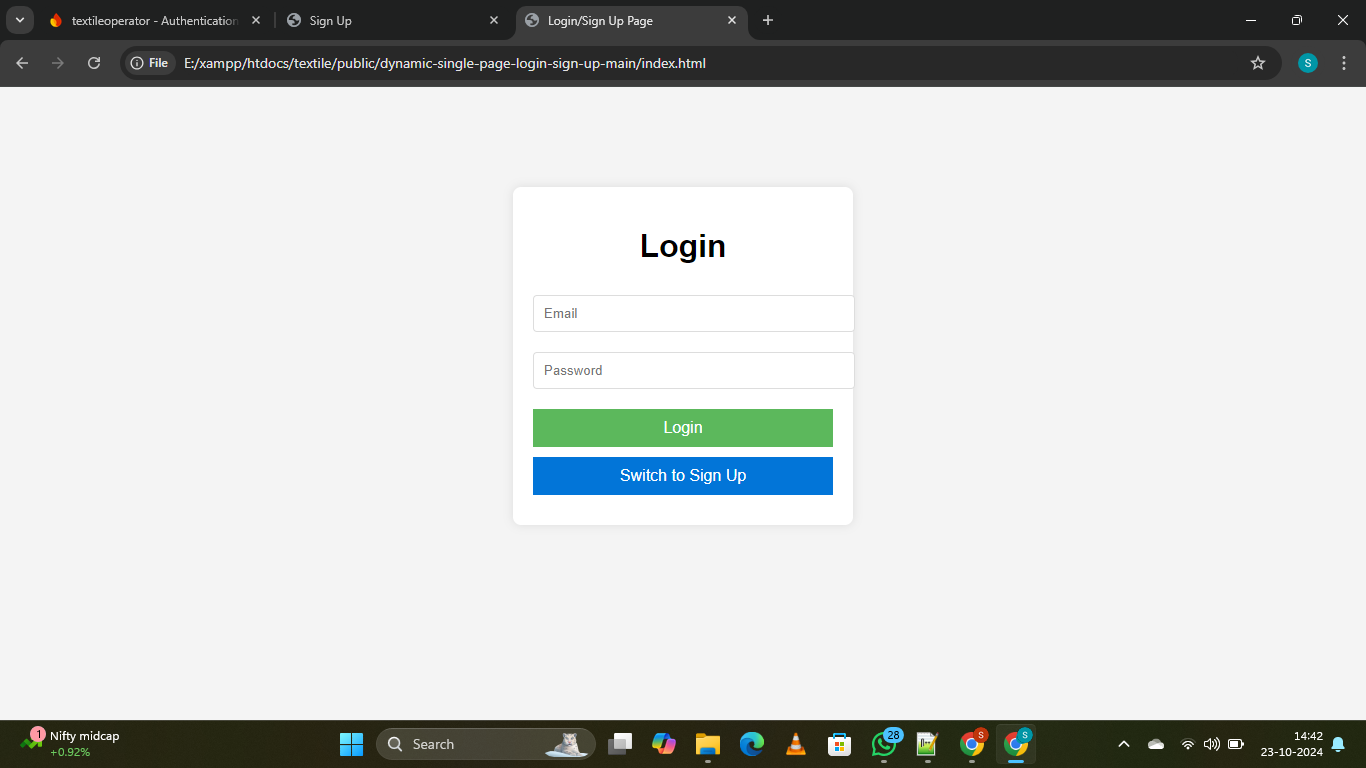 textileoperator - Authentication
Sign Up
Login/Sign Up Page
File
E:/xampp/htdocs/textile/public/dynamic-single-page-login-sign-up-main/index.html
S
Login
Email
Password
Login
Switch to Sign Up
1
Nifty midcap
+0.92%
Search
28
S
S
14:42
23-10-2024